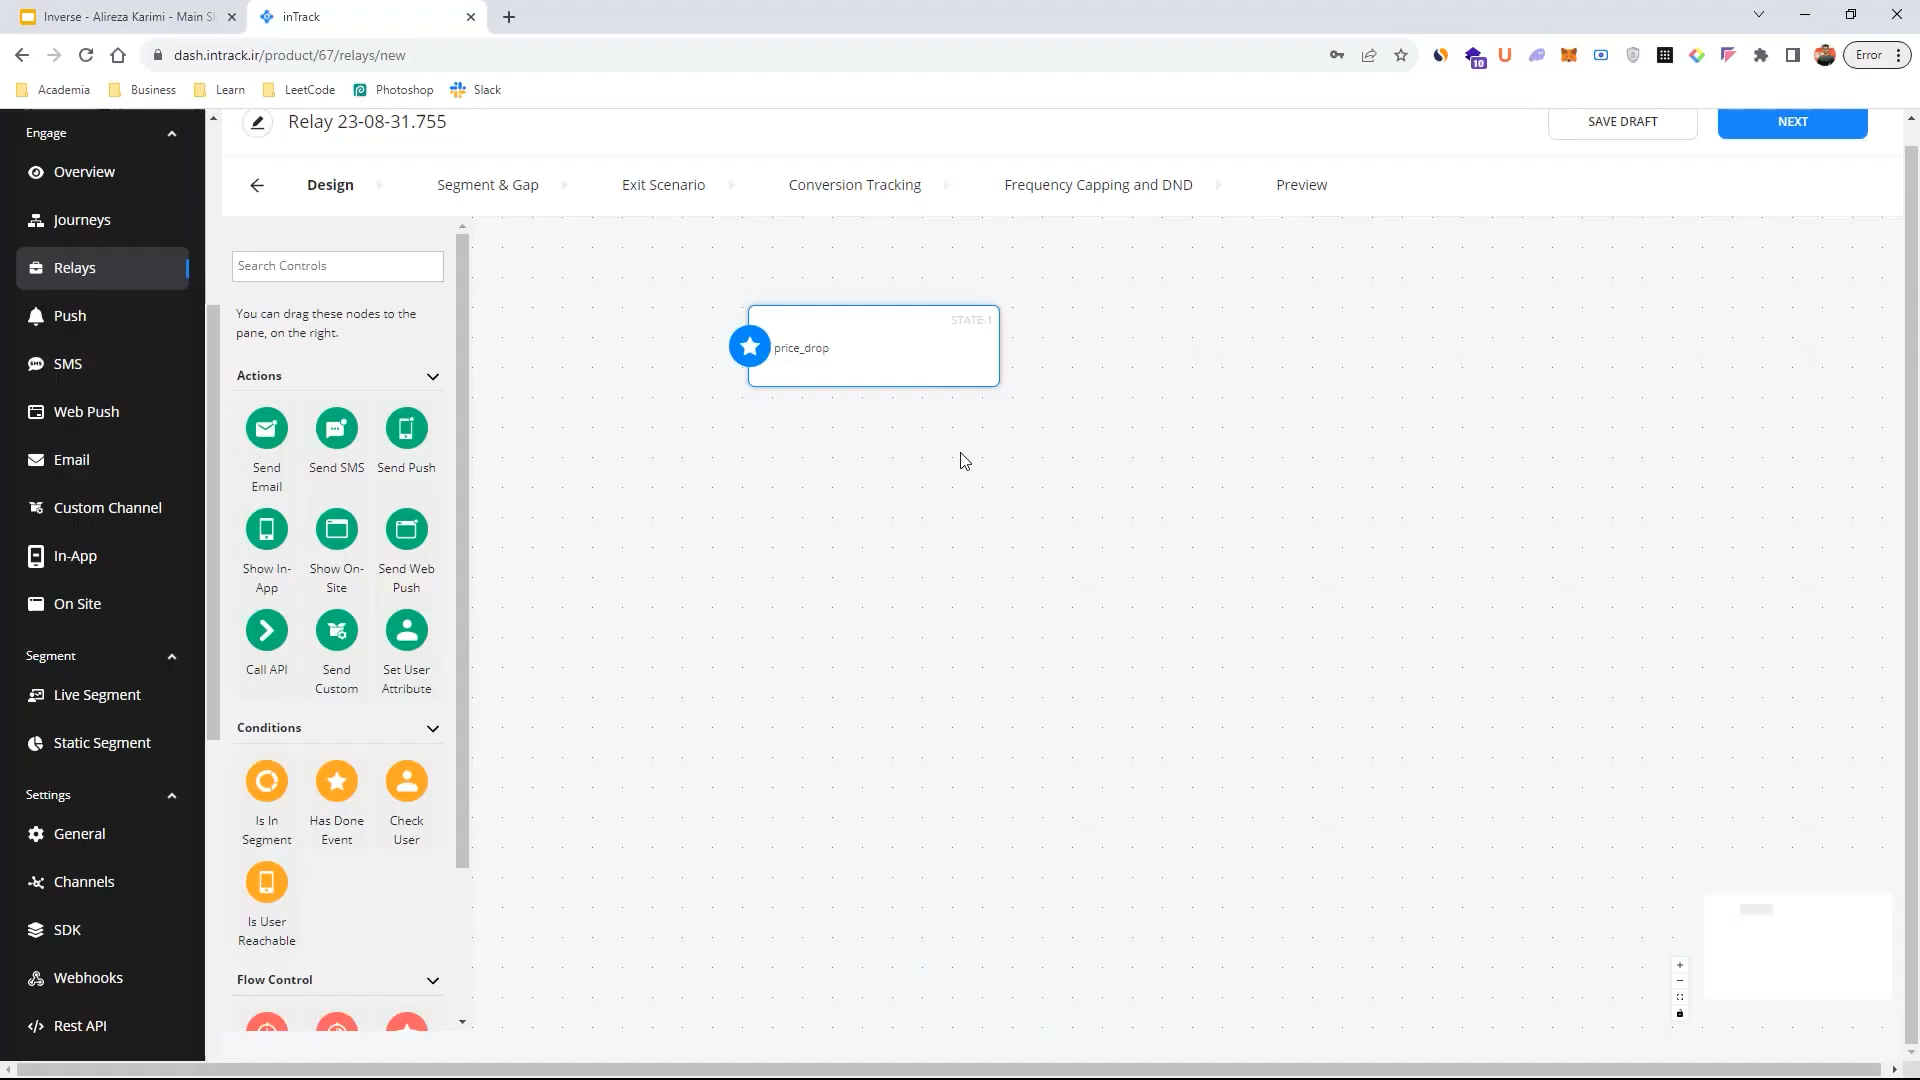 Inverse - Alireza Karimi - Main Sl
inTrack
dash.intrack.ir/product/67/relays/new
10
Error
Academia
Business
Learn
LeetCode
Photoshop
Slack
Engage
Overview
Journeys
Relays
Push
SMS
Web Push
Email
Custom Channel
In-App
On Site
Segment
Live Segment
Static Segment
Settings
General
Channels
SDK
Webhooks
Rest API
Relay 23-08-31.755
SAVE DRAFT
NEXT
Design
Segment & Gap
Exit Scenario
Conversion Tracking
Frequency Capping and DND
Preview
Search Controls
You can drag these nodes to the
pane, on the right.
Actions
Send
Email
Send SMS
Send Push
Show In-
App
Show On-
Site
Send Web
Push
Call API
Send
Custom
Set User
Attribute
Conditions
Is In
Segment
Has Done
Event
Check
User
Is User
Reachable
Flow Control
STATE-1
price_drop